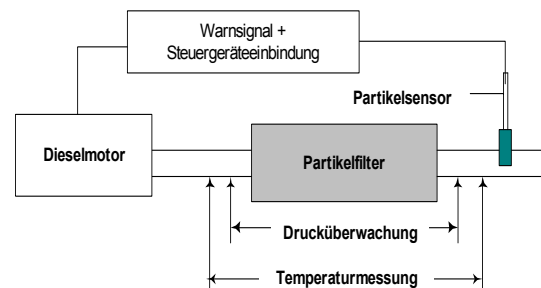 Warnsignal +
Steuergeräteeinbindung
Partikelsensor
Dieselmotor
Partikelfilter
Drucküberwachung
Temperaturmessung